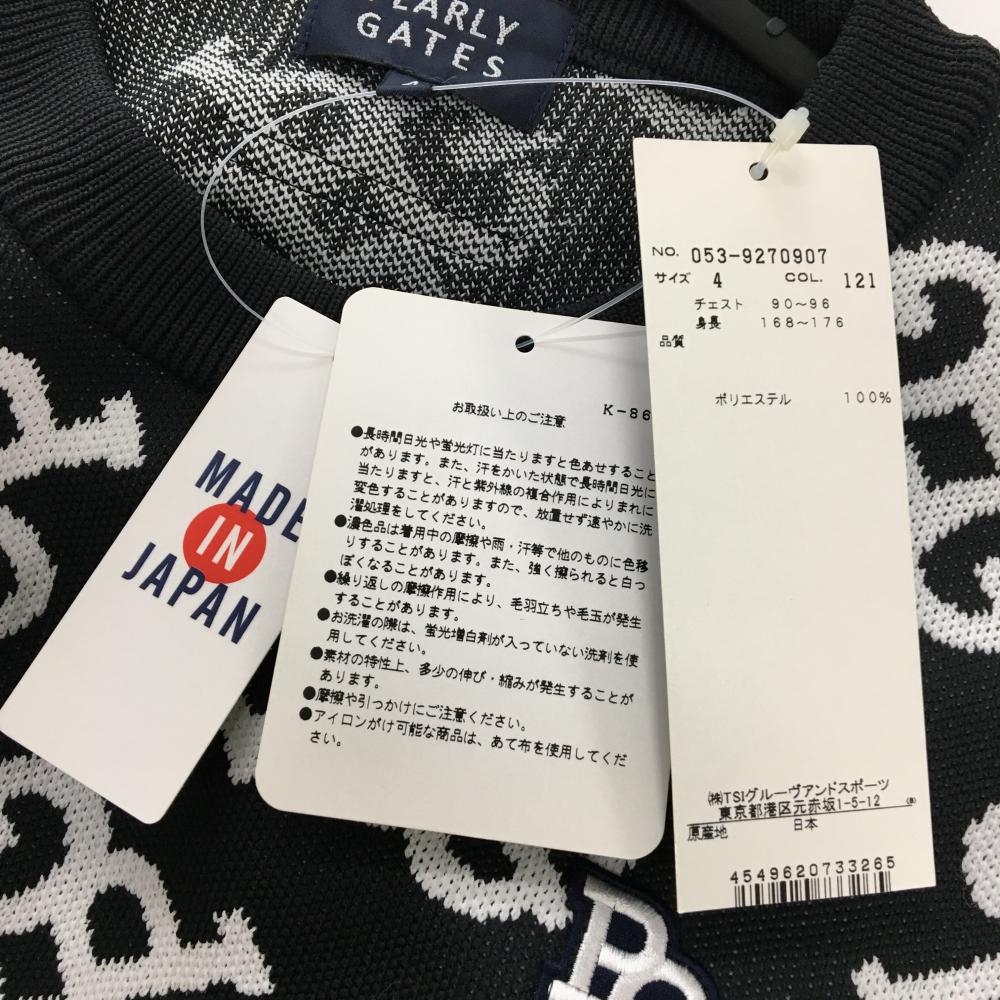 PEARLY
GATES
4
NO. 053-9270907
サイズ 4 COL. 121
チェスト 90~96
身長 168~176
品質
ポリエステル 100%
㈱TSIグルーヴアンドスポーツ
東京都港区元赤坂1-5-12
原産地 日本
4549620733265
MADE
IN
JAPAN
お取扱い上のご注意 K-86
●長時間日光や蛍光灯に当たりますと色あせすること
があります。また、汗をかいた状態で長時間日光に
当たりますと、汗と紫外線の複合作用によりまれに
変色することがありますので、放置せず速やかに洗
濯処理をしてください。
●濃色品は着用中の摩擦や雨・汗等で他のものに色移
りすることがあります。また、強く擦られると白っ
ぽくなることがあります。
●繰り返しの摩擦作用により、毛羽立ちや毛玉が発生
することがあります。
●お洗濯の際は、蛍光増白剤が入っていない洗剤を使
用してください。
●素材の特性上、多少の伸び・縮みが発生することが
あります。
●摩擦や引っかけにご注意ください。
●アイロンがけ可能な商品は、あて布を使用してくだ
さい。
PG